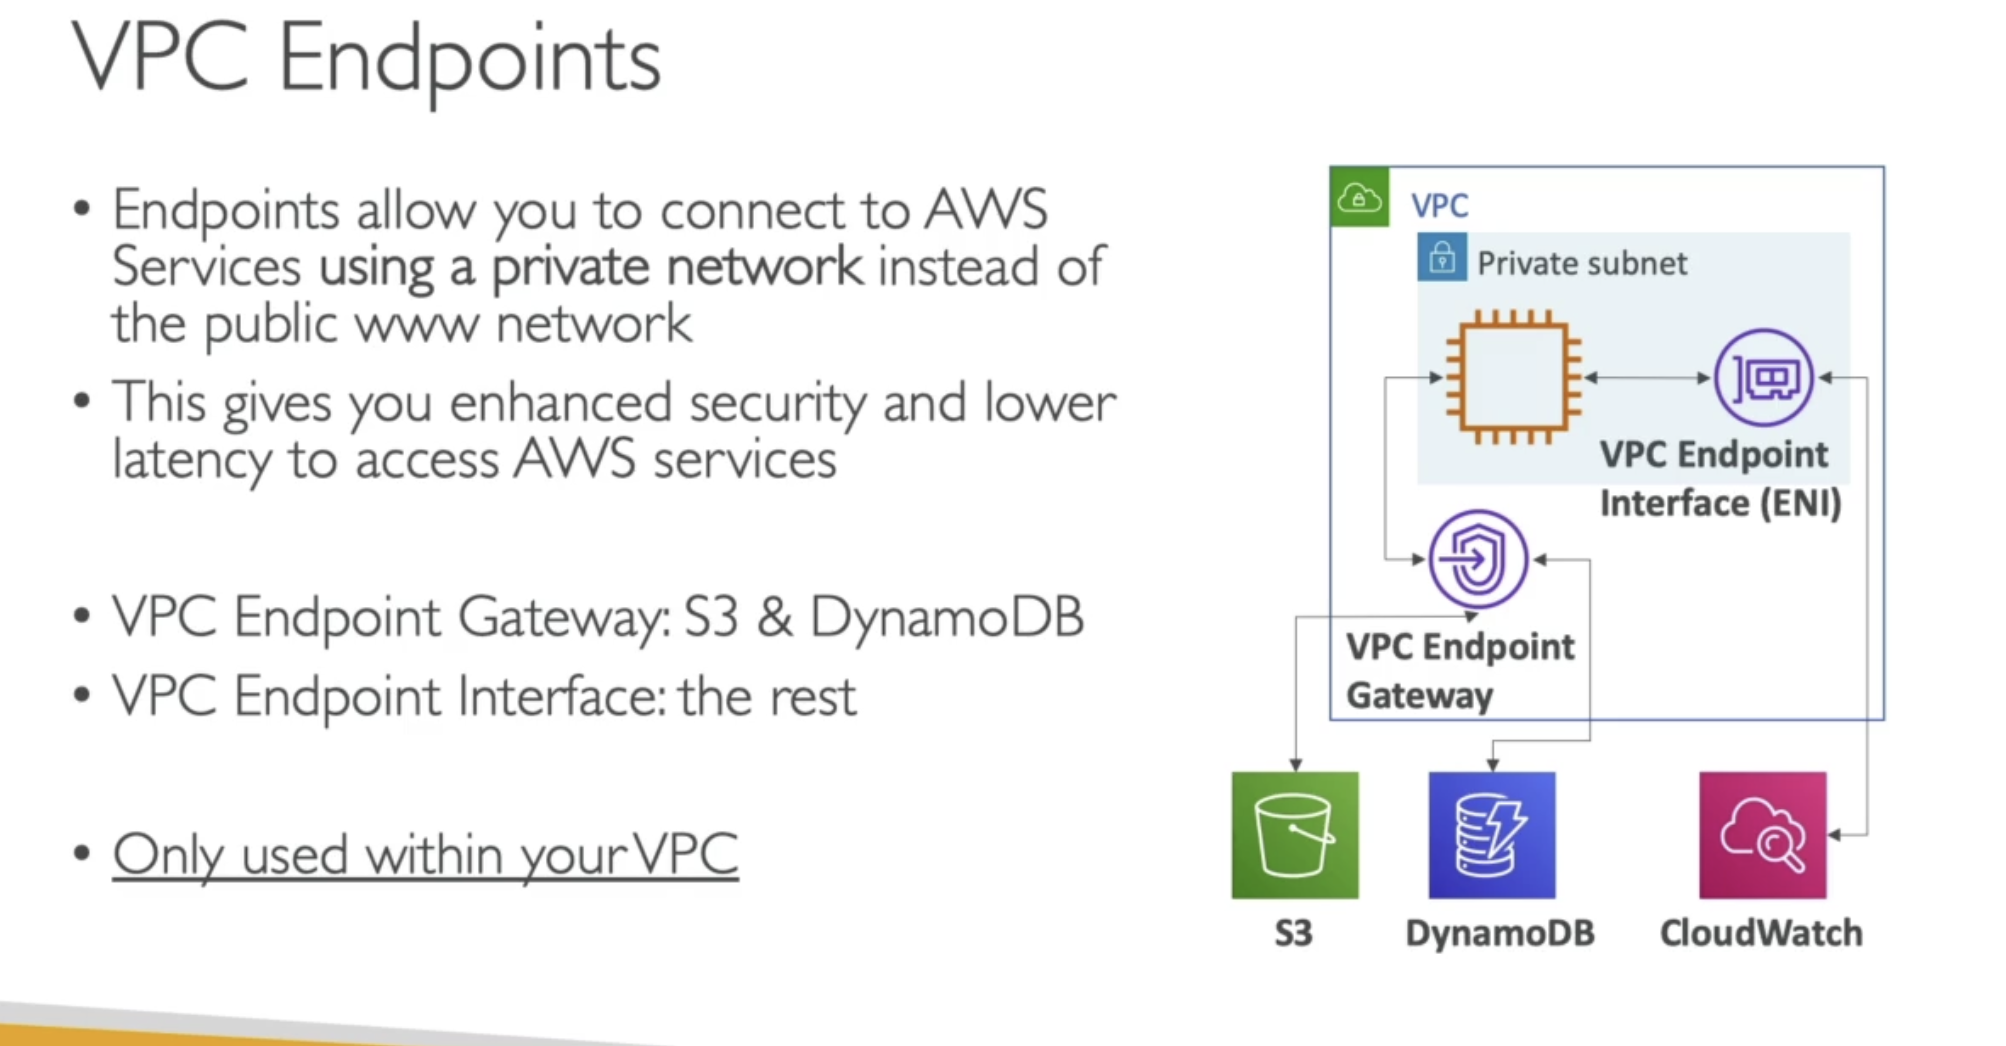 VPC Endpoints
• Endpoints allow you to connect to AWS
Services using a private network instead of
the public www network
• This gives you enhanced security and lower
latency to access AWS services
• VPC Endpoint Gateway: S3 & DynamoDB
• VPC Endpoint Interface: the rest
• Only used within your VPC
VPC
Private subnet
VPC Endpoint
Interface (ENI)
VPC Endpoint
Gateway
S3
DynamoDB
CloudWatch